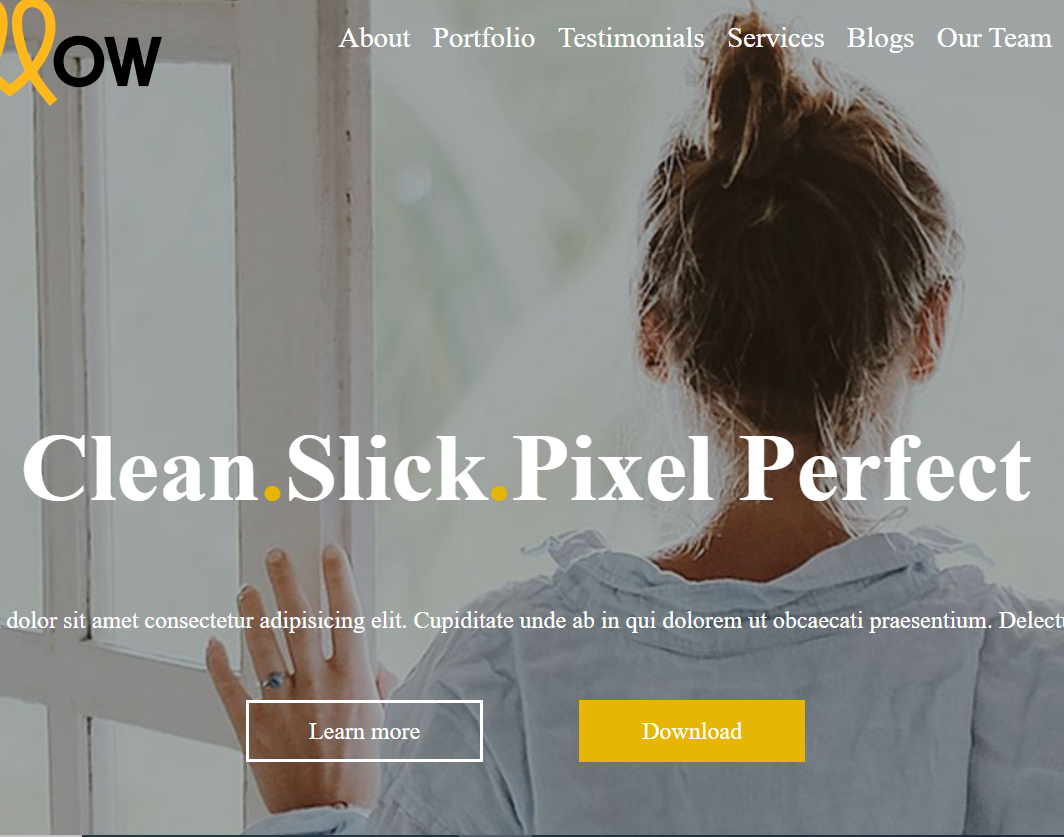 ow
About Portfolio Testimonials Services Blogs Our Team
Clean.Slick.Pixel Perfect
dolor sit amet consectetur adipisicing elit. Cupiditate unde ab in qui dolorem ut obcaecati praesentium. Delectu
Learn more
Download